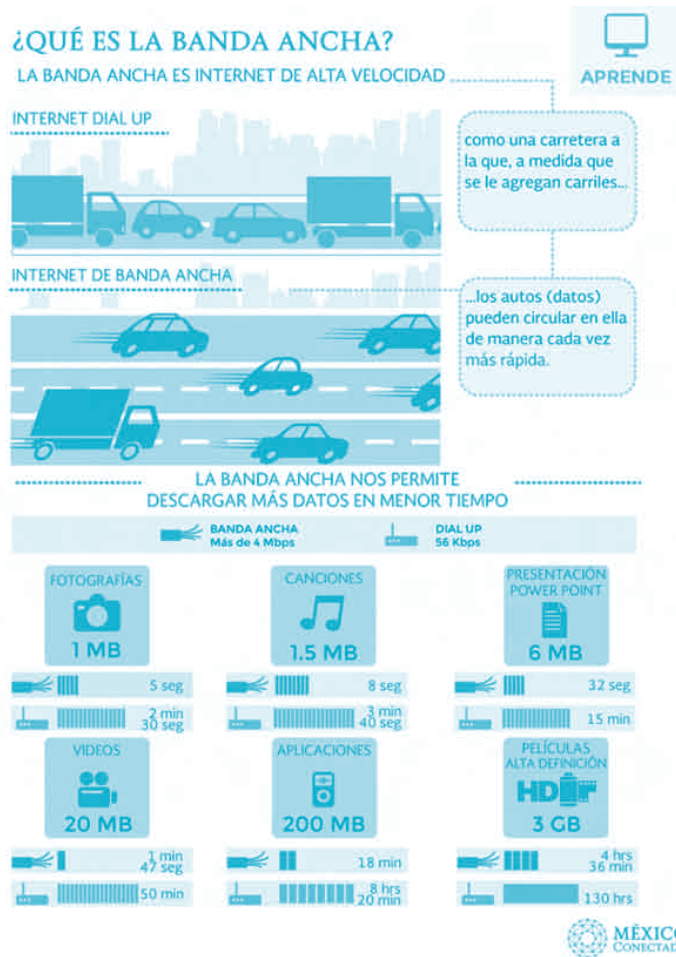 ¿QUÉ ES LA BANDA ANCHA?
LA BANDA ANCHA ES INTERNET DE ALTA VELOCIDAD
APRENDE
INTERNET DIAL UP
como una carretera a
la que, a medida que
se le agregan carriles...
INTERNET DE BANDA ANCHA
...los autos (datos)
pueden circular en ella
de manera cada vez
más rápida.
LA BANDA ANCHA NOS PERMITE
DESCARGAR MÁS DATOS EN MENOR TIEMPO
BANDA ANCHA
Más de 4 Mbps
DIAL UP
56 Kbps
FOTOGRAFÍAS
1 MB
5 seg
2 min
30 seg
CANCIONES
1.5 MB
8 seg
3 min
40 seg
PRESENTACIÓN
POWER POINT
6 MB
32 seg
15 min
VIDEOS
20 MB
1 min
47 seg
50 min
APLICACIONES
200 MB
18 min
8 hrs
20 min
PELÍCULAS
ALTA DEFINICIÓN
HD
3 GB
4 hrs
36 min
130 hrs
MÉXICO
CONECTAD